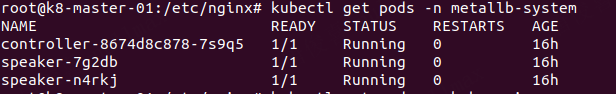 root@k8-master-01:/etc/nginx# kubectl get pods -n metallb-system
NAME READY STATUS RESTARTS AGE
controller-8674d8c878-7s9q5 1/1 Running 0 16h
speaker-7g2db 1/1 Running 0 16h
speaker-n4rkj 1/1 Running 0 16h